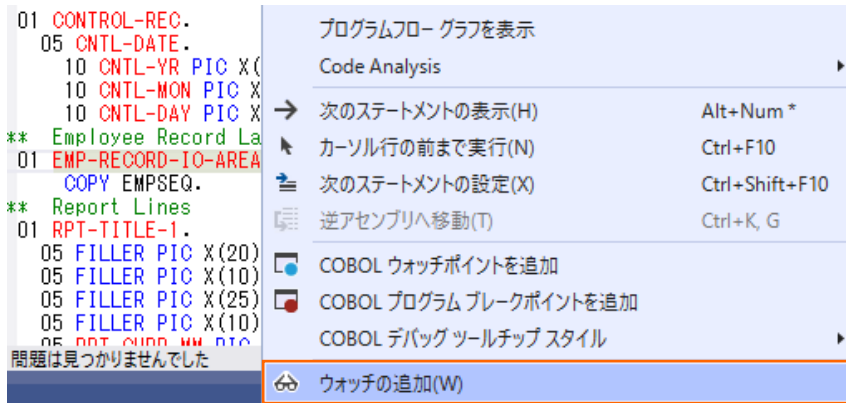 01 CONTROL-REC.
05 CNTL-DATE.
10 CNTL-YR PIC X(
10 CNTL-MON PIC X
10 CNTL-DAY PIC X
** Employee Record La
01 EMP-RECORD-IO-AREA
COPY EMPSEQ.
** Report Lines
01 RPT-TITLE-1.
05 FILLER PIC X(20)
05 FILLER PIC X(10)
05 FILLER PIC X(25)
05 FILLER PIC X(10)
05 RPT-CURR-MM PIC
問題は見つかりませんでした
プログラムフロー グラフを表示
Code Analysis
次のステートメントの表示(H) Alt+Num *
カーソル行の前まで実行(N) Ctrl+F10
次のステートメントの設定(X) Ctrl+Shift+F10
逆アセンブリへ移動(T) Ctrl+K, G
COBOL ウォッチポイントを追加
COBOL プログラム ブレークポイントを追加
COBOL デバッグ ツールチップ スタイル
ウォッチの追加(W)